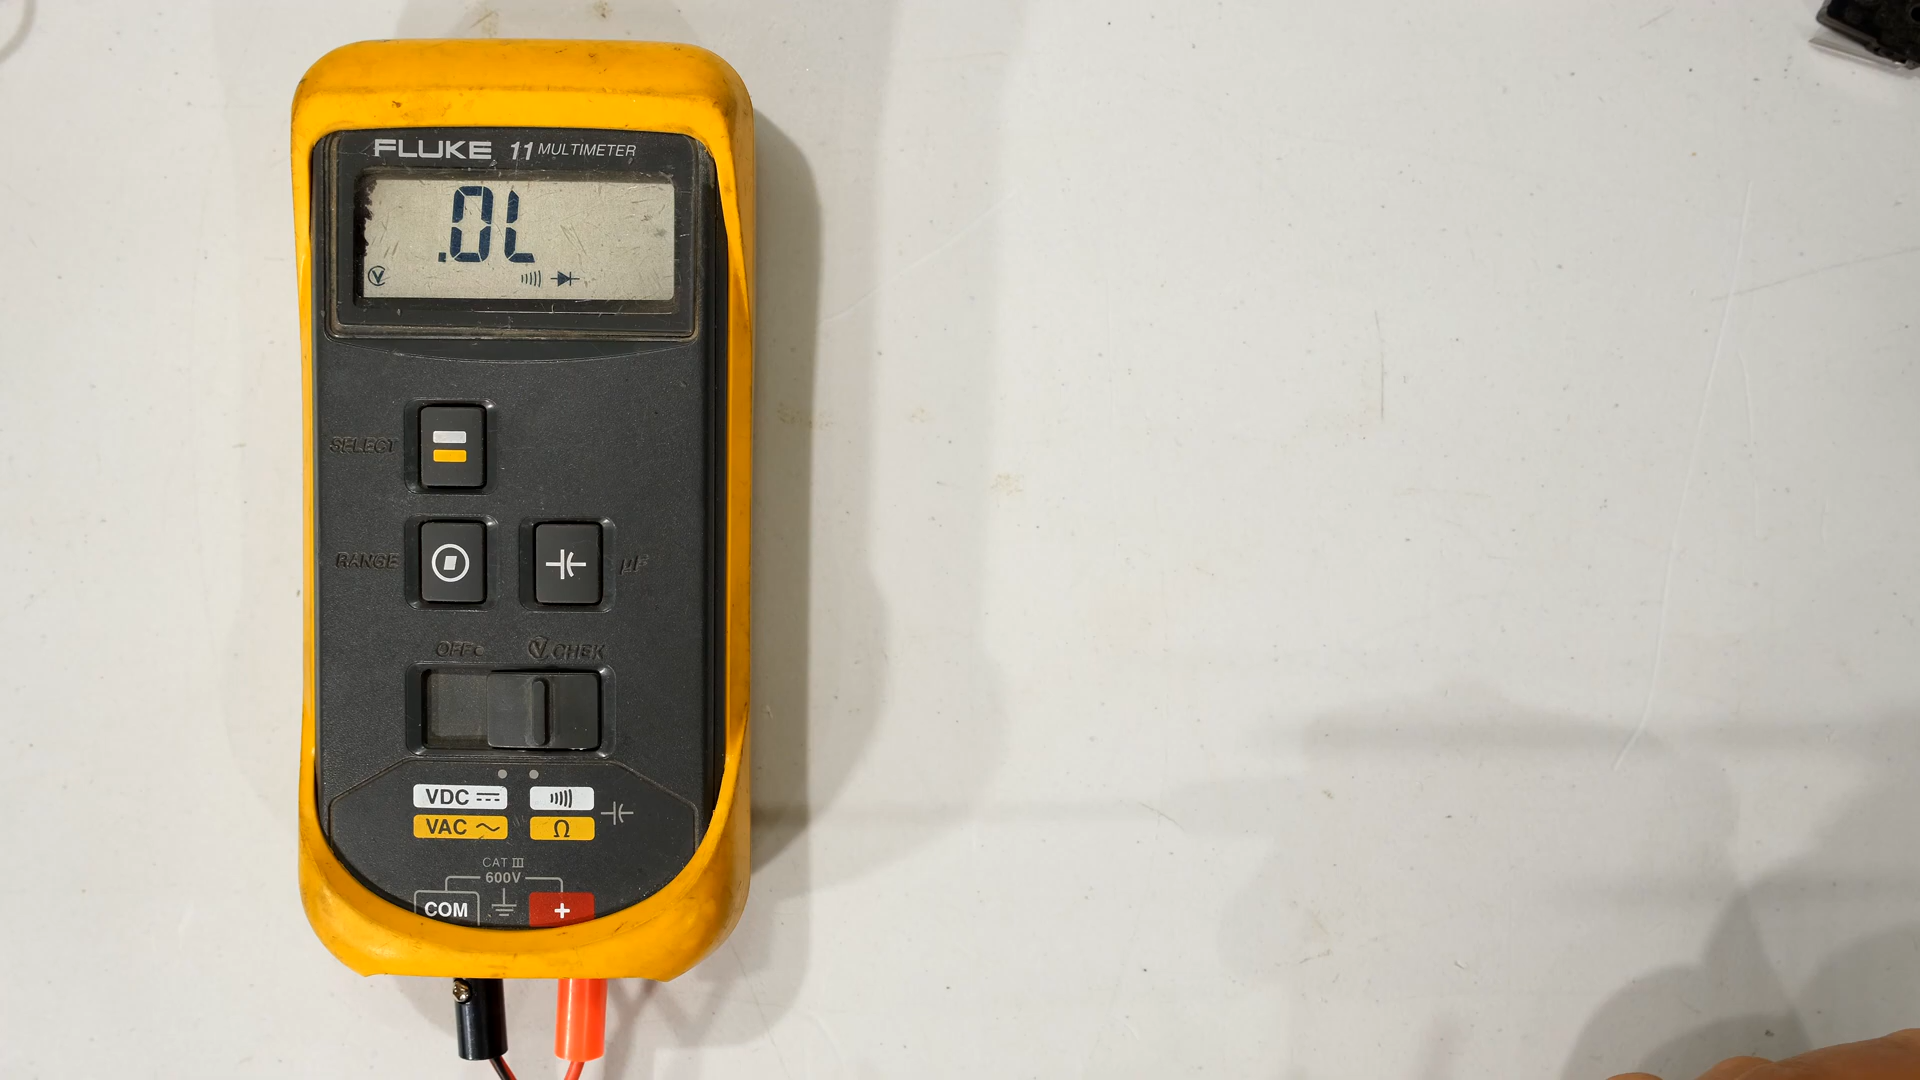 FLUKE 11 MULTIMETER
.0L
SELECT
RANGE
µF
OFF
V CHEK
VDC
VAC
Ω
CAT III
600V
COM
+